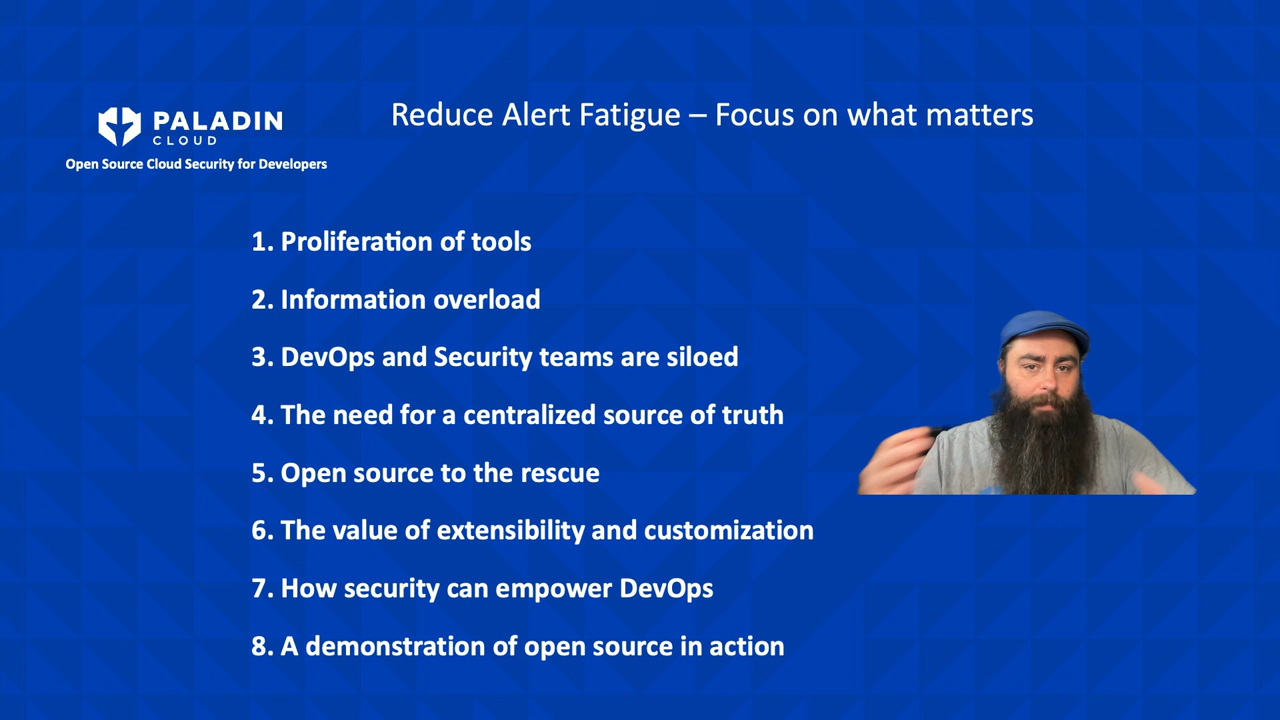 PALADIN
CLOUD
Open Source Cloud Security for Developers
Reduce Alert Fatigue – Focus on what matters
1. Proliferation of tools
2. Information overload
3. DevOps and Security teams are siloed
4. The need for a centralized source of truth
5. Open source to the rescue
6. The value of extensibility and customization
7. How security can empower DevOps
8. A demonstration of open source in action